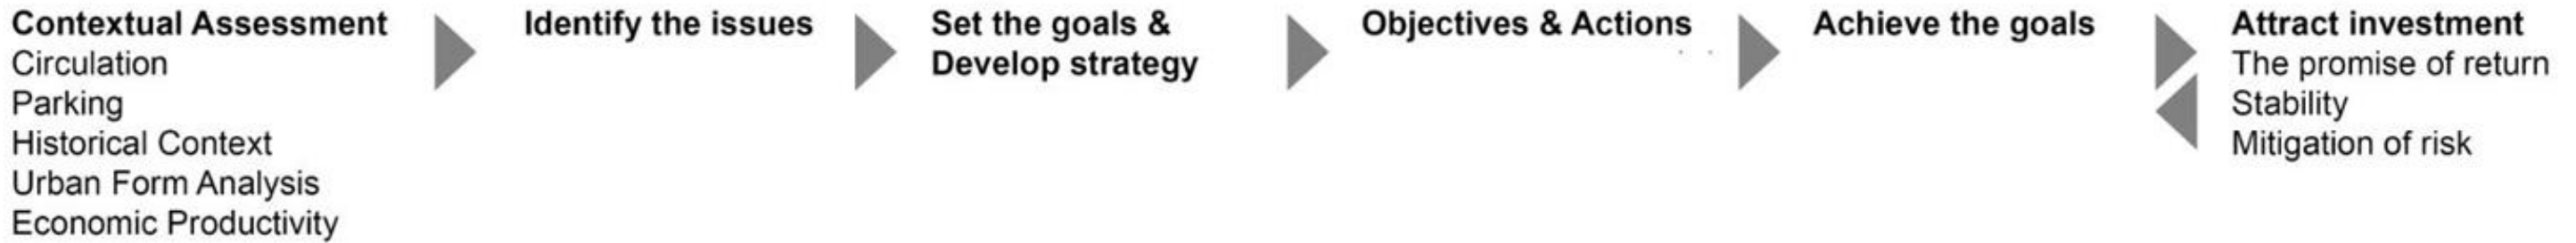 Contextual Assessment
Circulation
Parking
Historical Context
Urban Form Analysis
Economic Productivity
Identify the issues
Set the goals &
Develop strategy
Objectives & Actions
Achieve the goals
Attract investment
The promise of return
Stability
Mitigation of risk